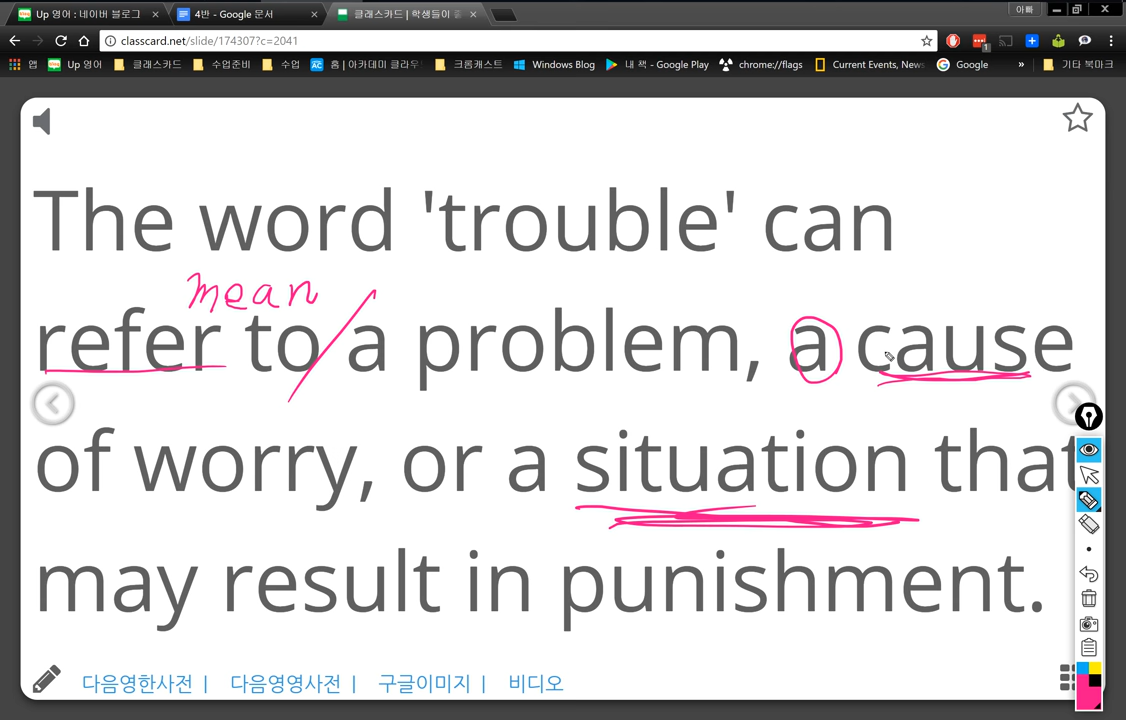 Up 영어 : 네이버 블로그
4반 - Google 문서
클래스카드 | 학생들이 좋
아빠
classcard.net/slide/174307?c=2041
1
앱
Up 영어
클래스카드
수업준비
수업
홈 | 아카데미 클라우
크롬캐스트
Windows Blog
내 책 - Google Play
chrome://flags
Current Events, New
Google
»
기타 북마크
The word 'trouble' can
mean
refer to a problem, a cause
of worry, or a situation that
may result in punishment.
다음영한사전 |
다음영영사전 |
구글이미지 |
비디오